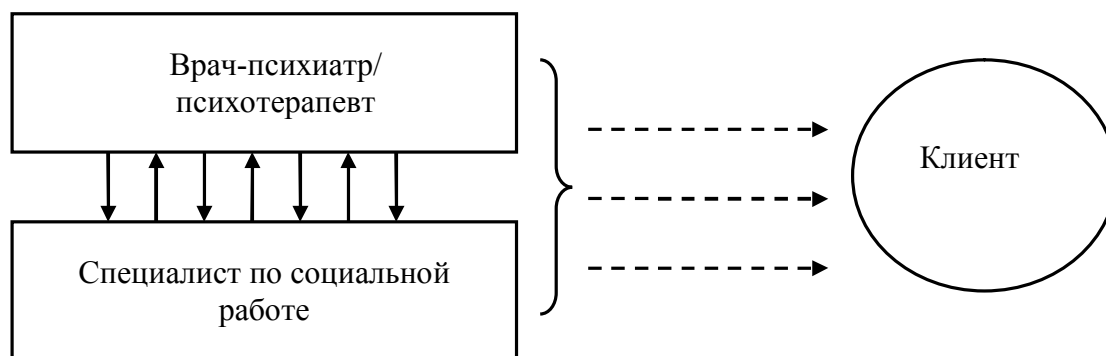 Врач-психиатр/
психотерапевт
Клиент
Специалист по социальной
работе